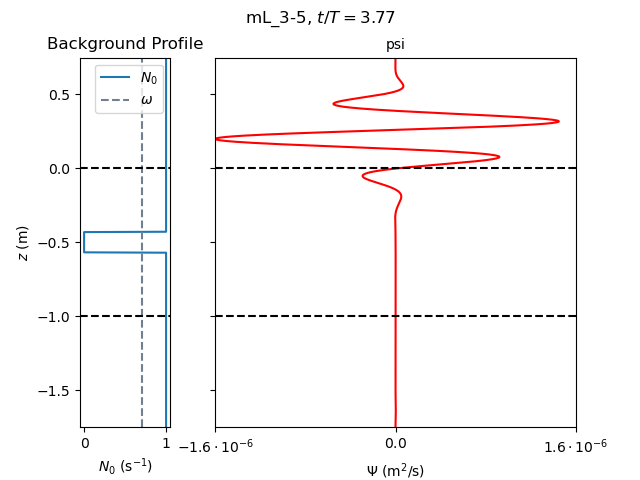 mL_3-5, t/T = 3.77
Background Profile
psi
N₀
ω
0.5
0.0
−0.5
−1.0
−1.5
z (m)
0 1
−1.6 · 10⁻⁶ 0.0 1.6 · 10⁻⁶
N₀ (s⁻¹)
Ψ (m²/s)